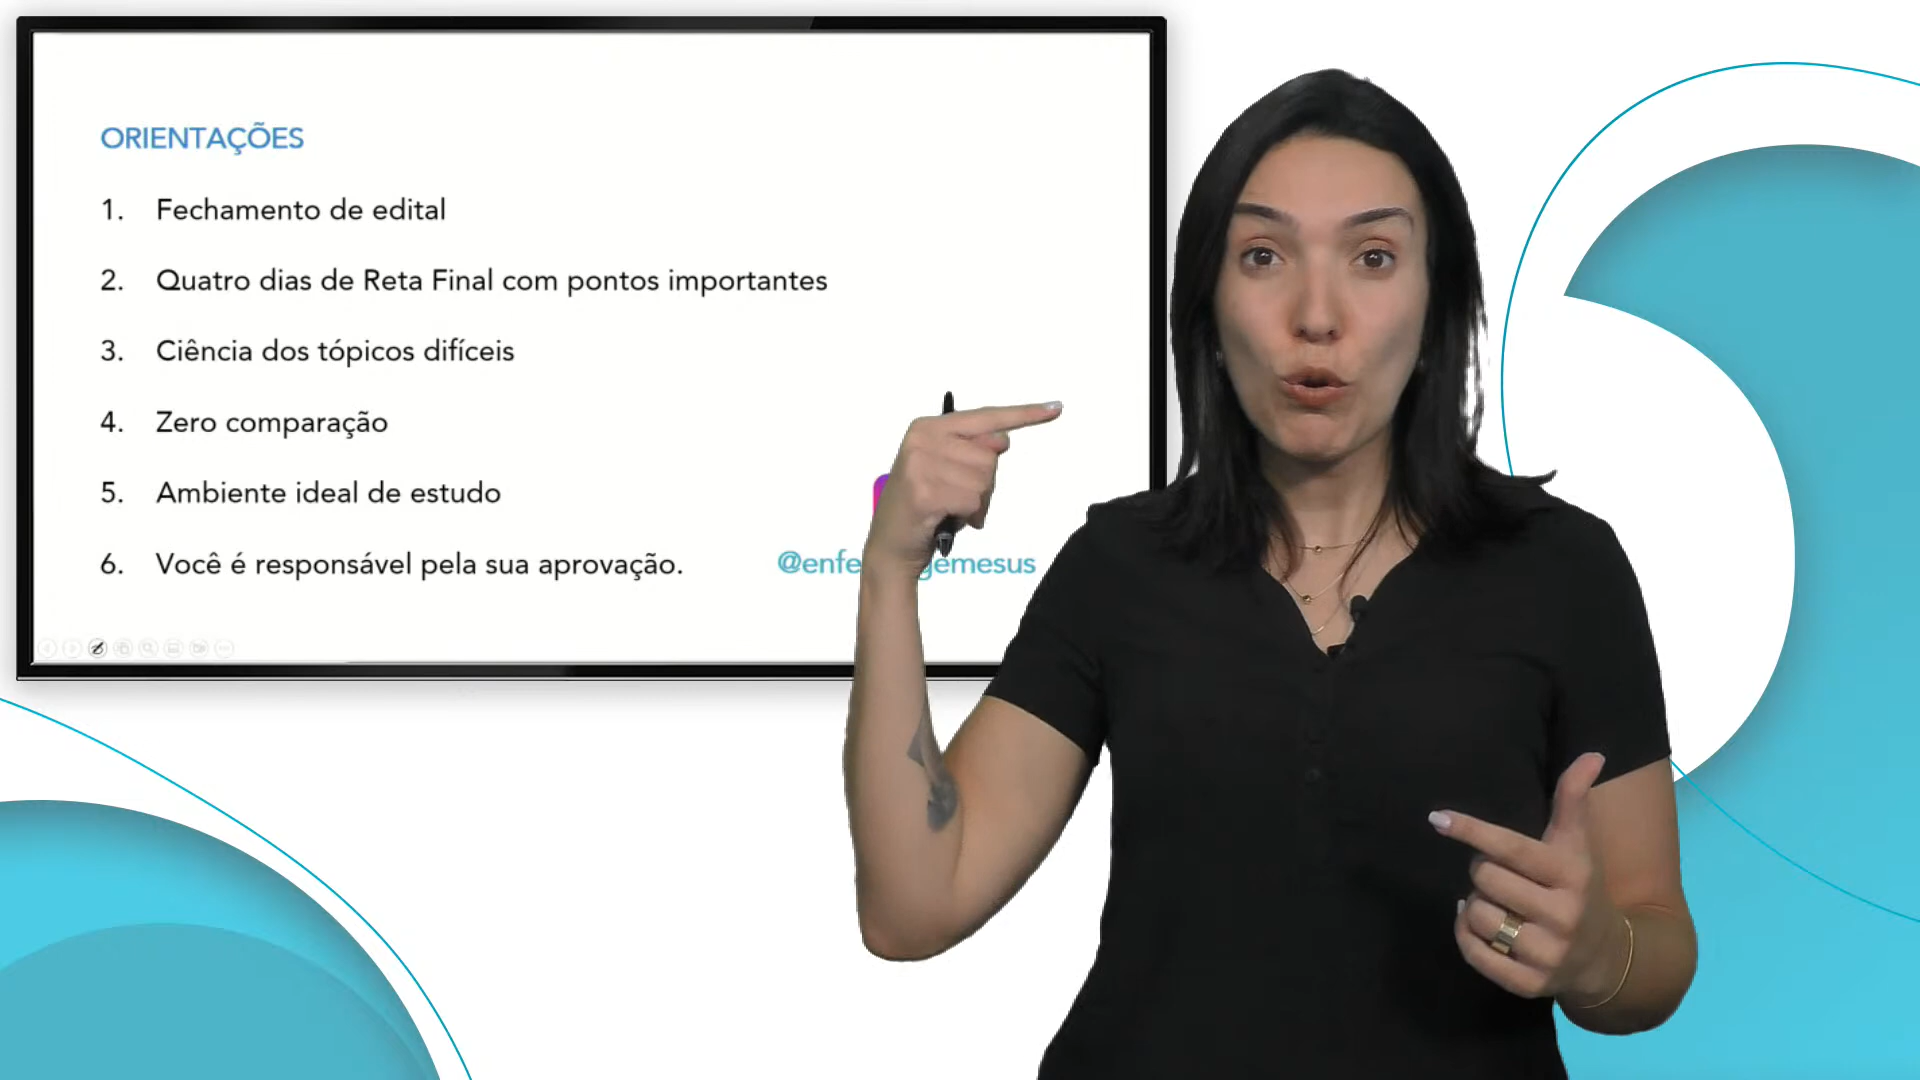 ORIENTAÇÕES
1. Fechamento de edital
2. Quatro dias de Reta Final com pontos importantes
3. Ciência dos tópicos difíceis
4. Zero comparação
5. Ambiente ideal de estudo
6. Você é responsável pela sua aprovação.